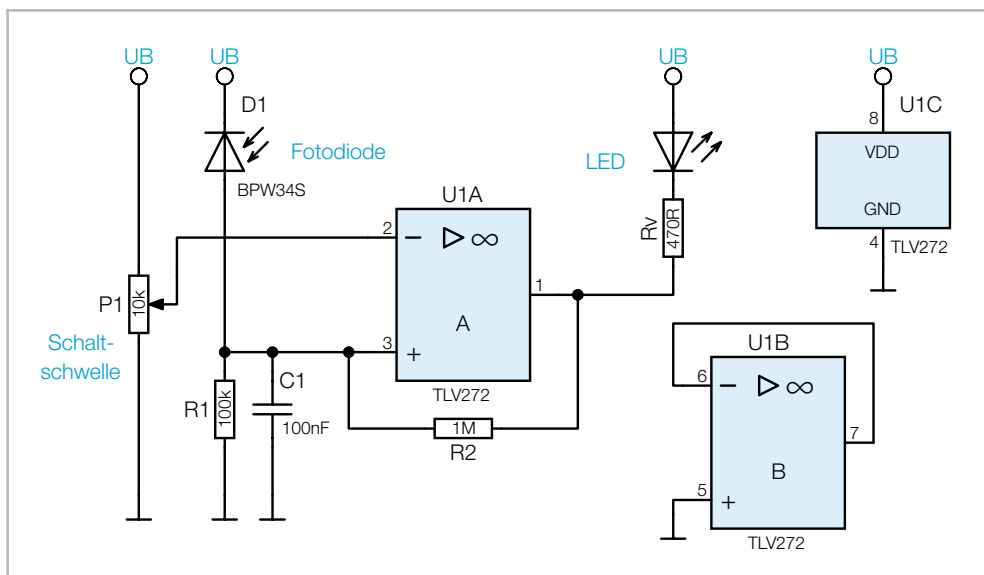 UB
UB
UB
UB
D1
Fotodiode
BPW34S
LED
U1C
8
VDD
GND
4
TLV272
U1A
2
− ▷ ∞
A
1
3
+
TLV272
Rv
470R
P1
10k
Schalt-
schwelle
R1
100k
C1
100nF
1M
R2
U1B
6
− ▷ ∞
7
B
5
+
TLV272